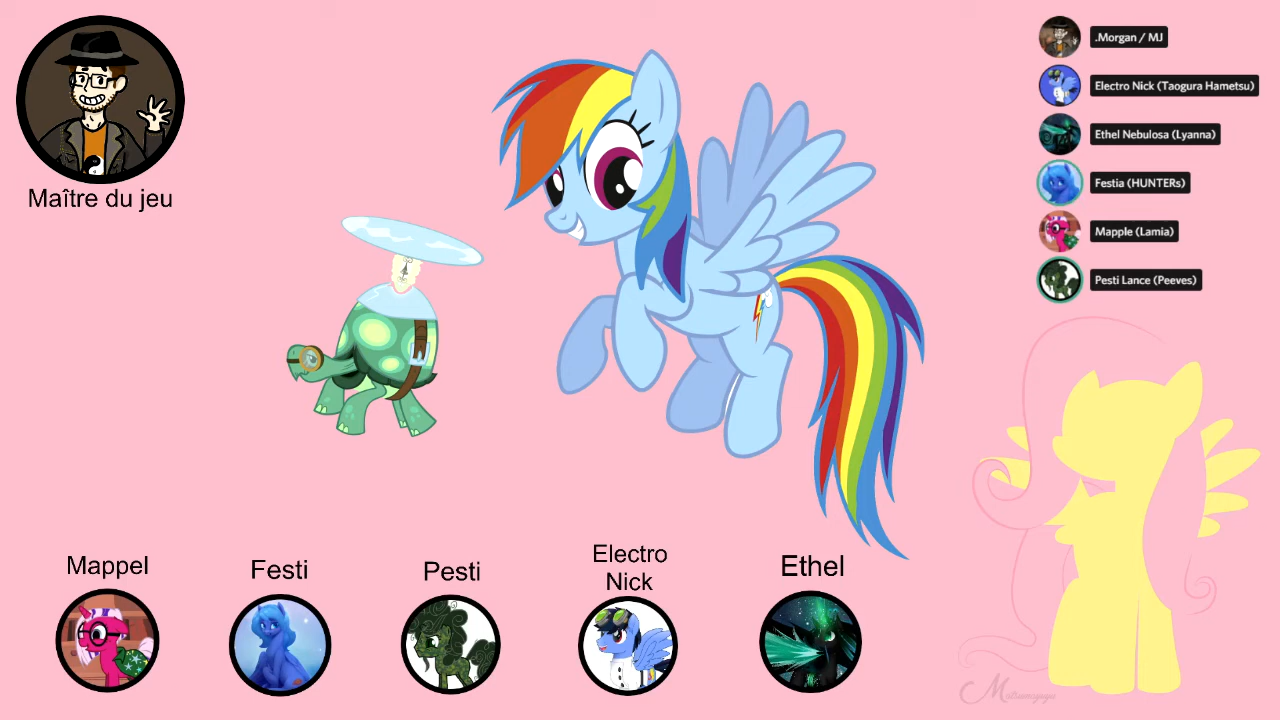 Maître du jeu
.Morgan / MJ
Electro Nick (Taogura Hametsu)
Ethel Nebulosa (Lyanna)
Festia (HUNTERs)
Mapple (Lamia)
Pesti Lance (Peeves)
Mappel
Festi
Pesti
Electro
Nick
Ethel